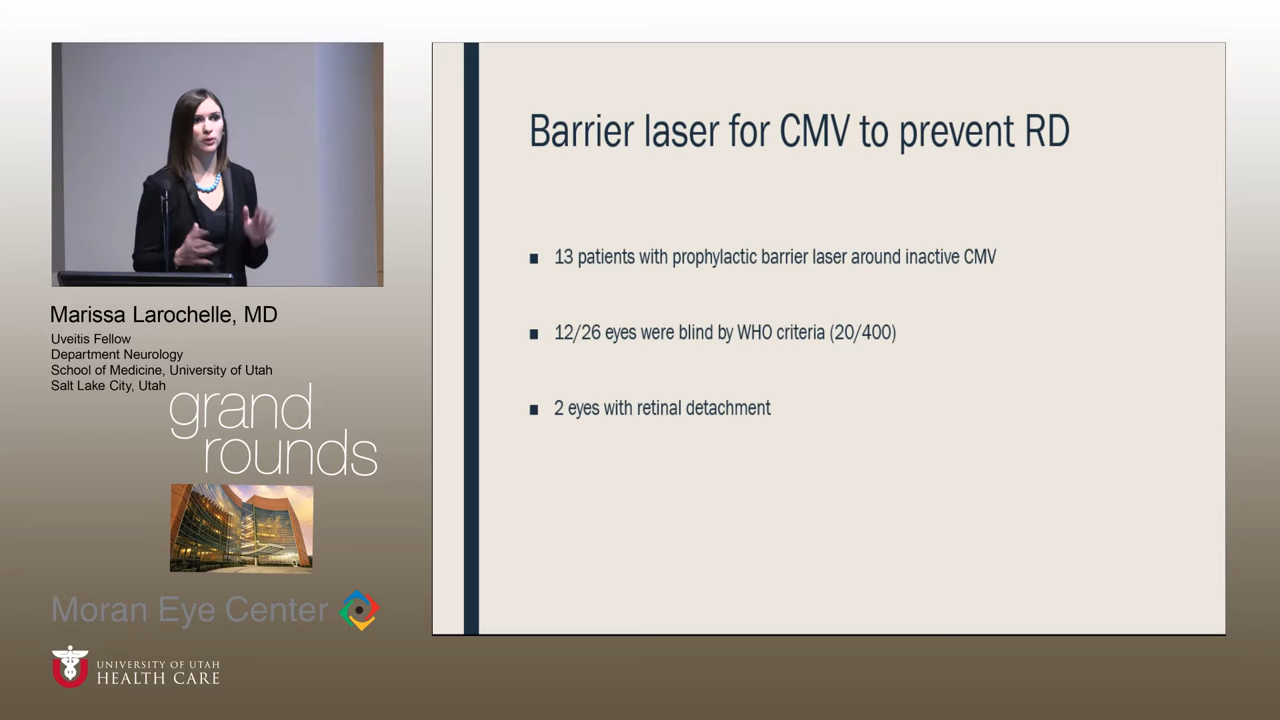 Barrier laser for CMV to prevent RD
■ 13 patients with prophylactic barrier laser around inactive CMV
■ 12/26 eyes were blind by WHO criteria (20/400)
■ 2 eyes with retinal detachment
Marissa Larochelle, MD
Uveitis Fellow
Department Neurology
School of Medicine, University of Utah
Salt Lake City, Utah
grand
rounds
Moran Eye Center
UNIVERSITY OF UTAH
HEALTH CARE